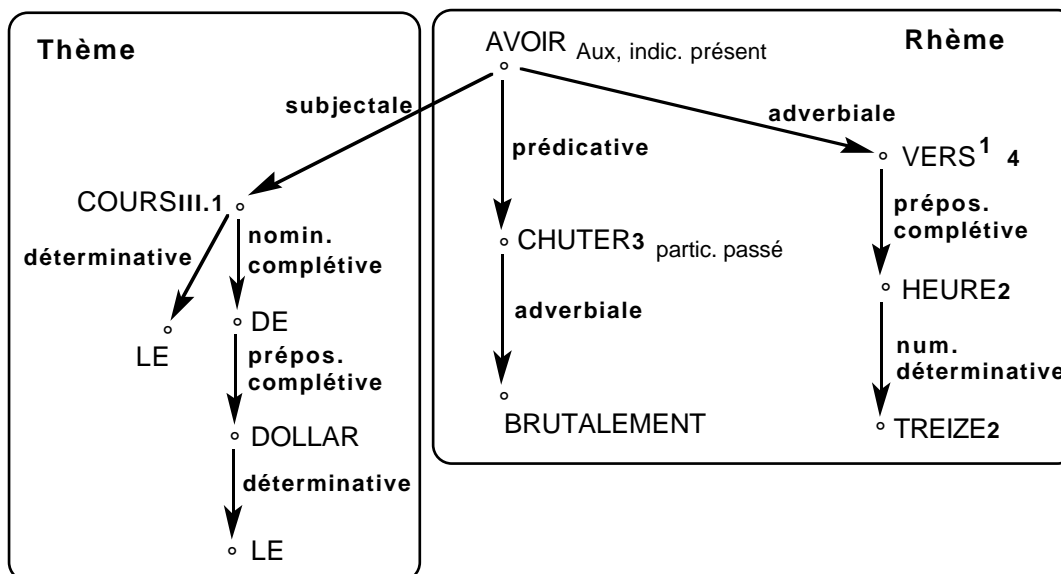 Thème
Rhème
AVOIR Aux, indic. présent
subjectale
prédicative
adverbiale
COURSIII.1
VERS¹ 4
déterminative
nomin.
complétive
CHUTER3 partic. passé
prépos.
complétive
LE
DE
adverbiale
HEURE2
prépos.
complétive
num.
déterminative
DOLLAR
BRUTALEMENT
TREIZE2
déterminative
LE